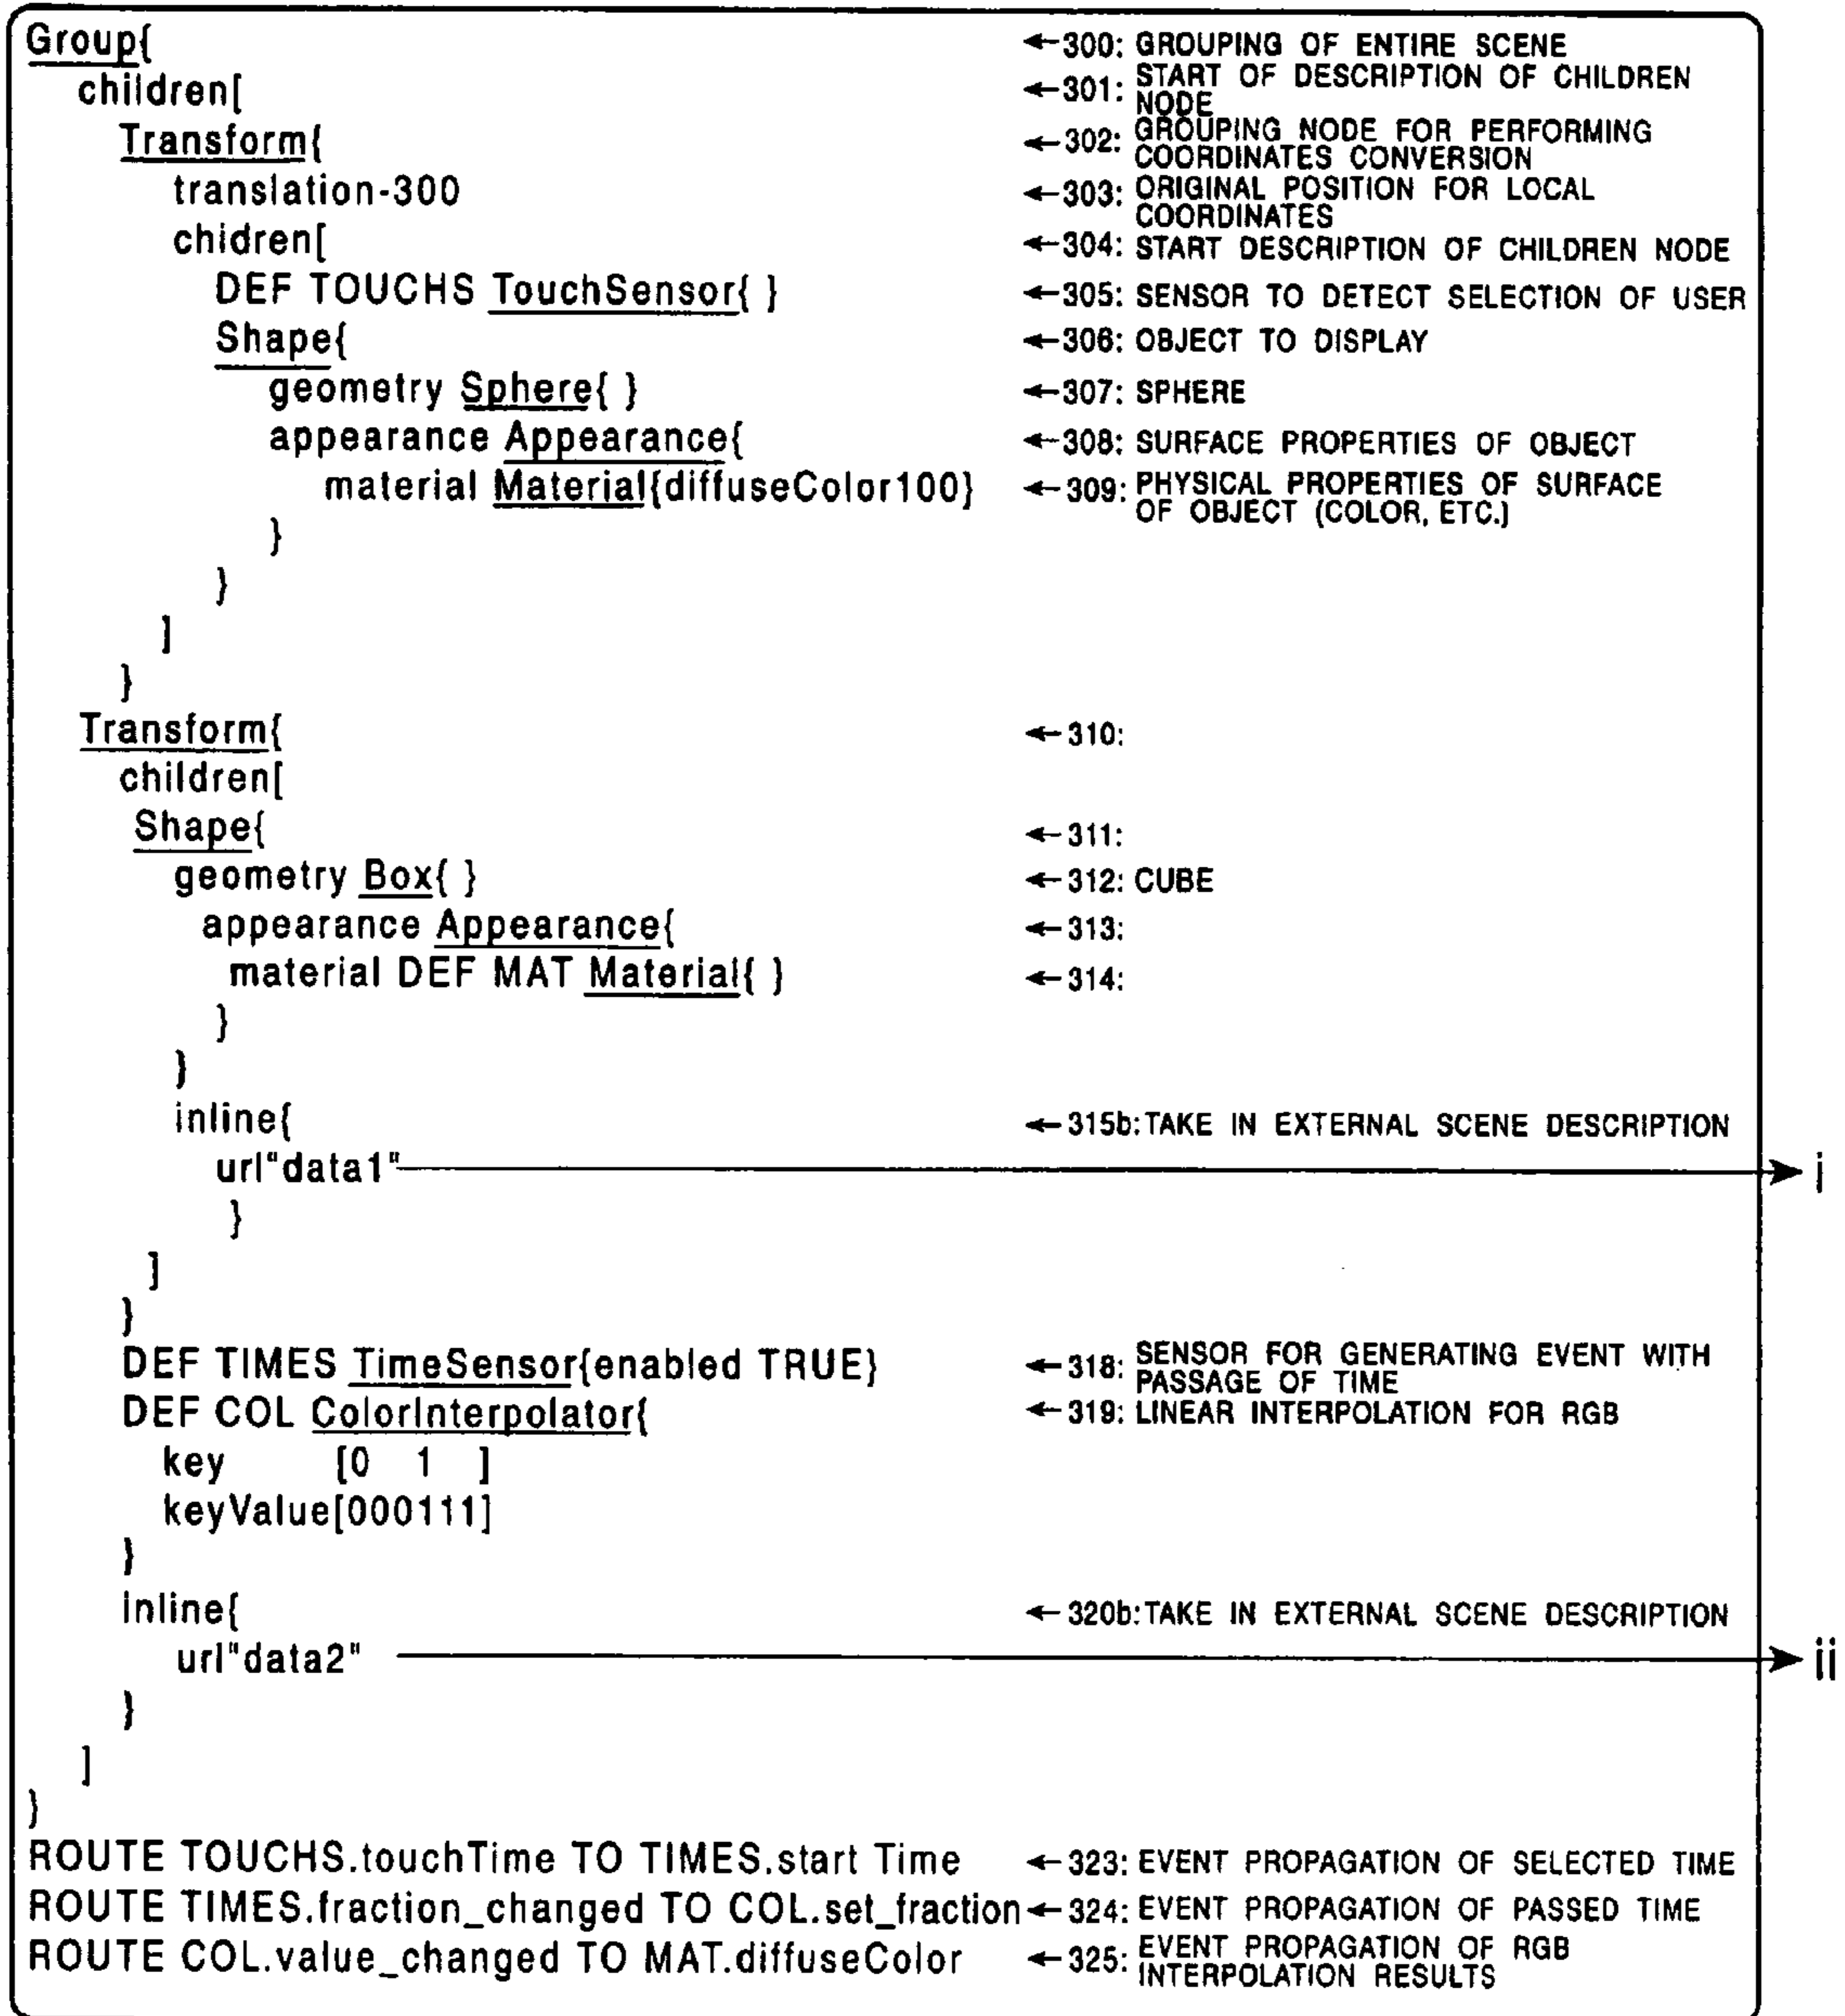 Group{ ←300: GROUPING OF ENTIRE SCENE
children[ ←301: START OF DESCRIPTION OF CHILDREN
NODE
Transform{ ←302: GROUPING NODE FOR PERFORMING
COORDINATES CONVERSION
translation-300 ←303: ORIGINAL POSITION FOR LOCAL
COORDINATES
chidren[ ←304: START DESCRIPTION OF CHILDREN NODE
DEF TOUCHS TouchSensor{ } ←305: SENSOR TO DETECT SELECTION OF USER
Shape{ ←306: OBJECT TO DISPLAY
geometry Sphere{ } ←307: SPHERE
appearance Appearance{ ←308: SURFACE PROPERTIES OF OBJECT
material Material{diffuseColor100} ←309: PHYSICAL PROPERTIES OF SURFACE
OF OBJECT (COLOR, ETC.)
}
}
]
}
Transform{ ←310:
children[
Shape{ ←311:
geometry Box{ } ←312: CUBE
appearance Appearance{ ←313:
material DEF MAT Material{ } ←314:
}
}
inline{ ←315b:TAKE IN EXTERNAL SCENE DESCRIPTION
url"data1" i
}
]
}
DEF TIMES TimeSensor{enabled TRUE} ←318: SENSOR FOR GENERATING EVENT WITH
PASSAGE OF TIME
DEF COL ColorInterpolator{ ←319: LINEAR INTERPOLATION FOR RGB
key [0 1 ]
keyValue[000111]
}
inline{ ←320b:TAKE IN EXTERNAL SCENE DESCRIPTION
url"data2" ii
}
]
}
ROUTE TOUCHS.touchTime TO TIMES.start Time ←323: EVENT PROPAGATION OF SELECTED TIME
ROUTE TIMES.fraction_changed TO COL.set_fraction ←324: EVENT PROPAGATION OF PASSED TIME
ROUTE COL.value_changed TO MAT.diffuseColor ←325: EVENT PROPAGATION OF RGB
INTERPOLATION RESULTS